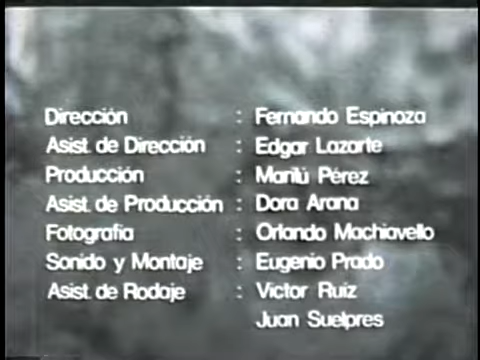 Dirección : Fernando Espinoza
Asist. de Dirección : Edgar Lazarte
Producción : Marilú Pérez
Asist. de Producción : Dora Arana
Fotografía : Orlando Machiavello
Sonido y Montaje : Eugenio Prado
Asist. de Rodaje : Victor Ruiz
Juan Suelpres